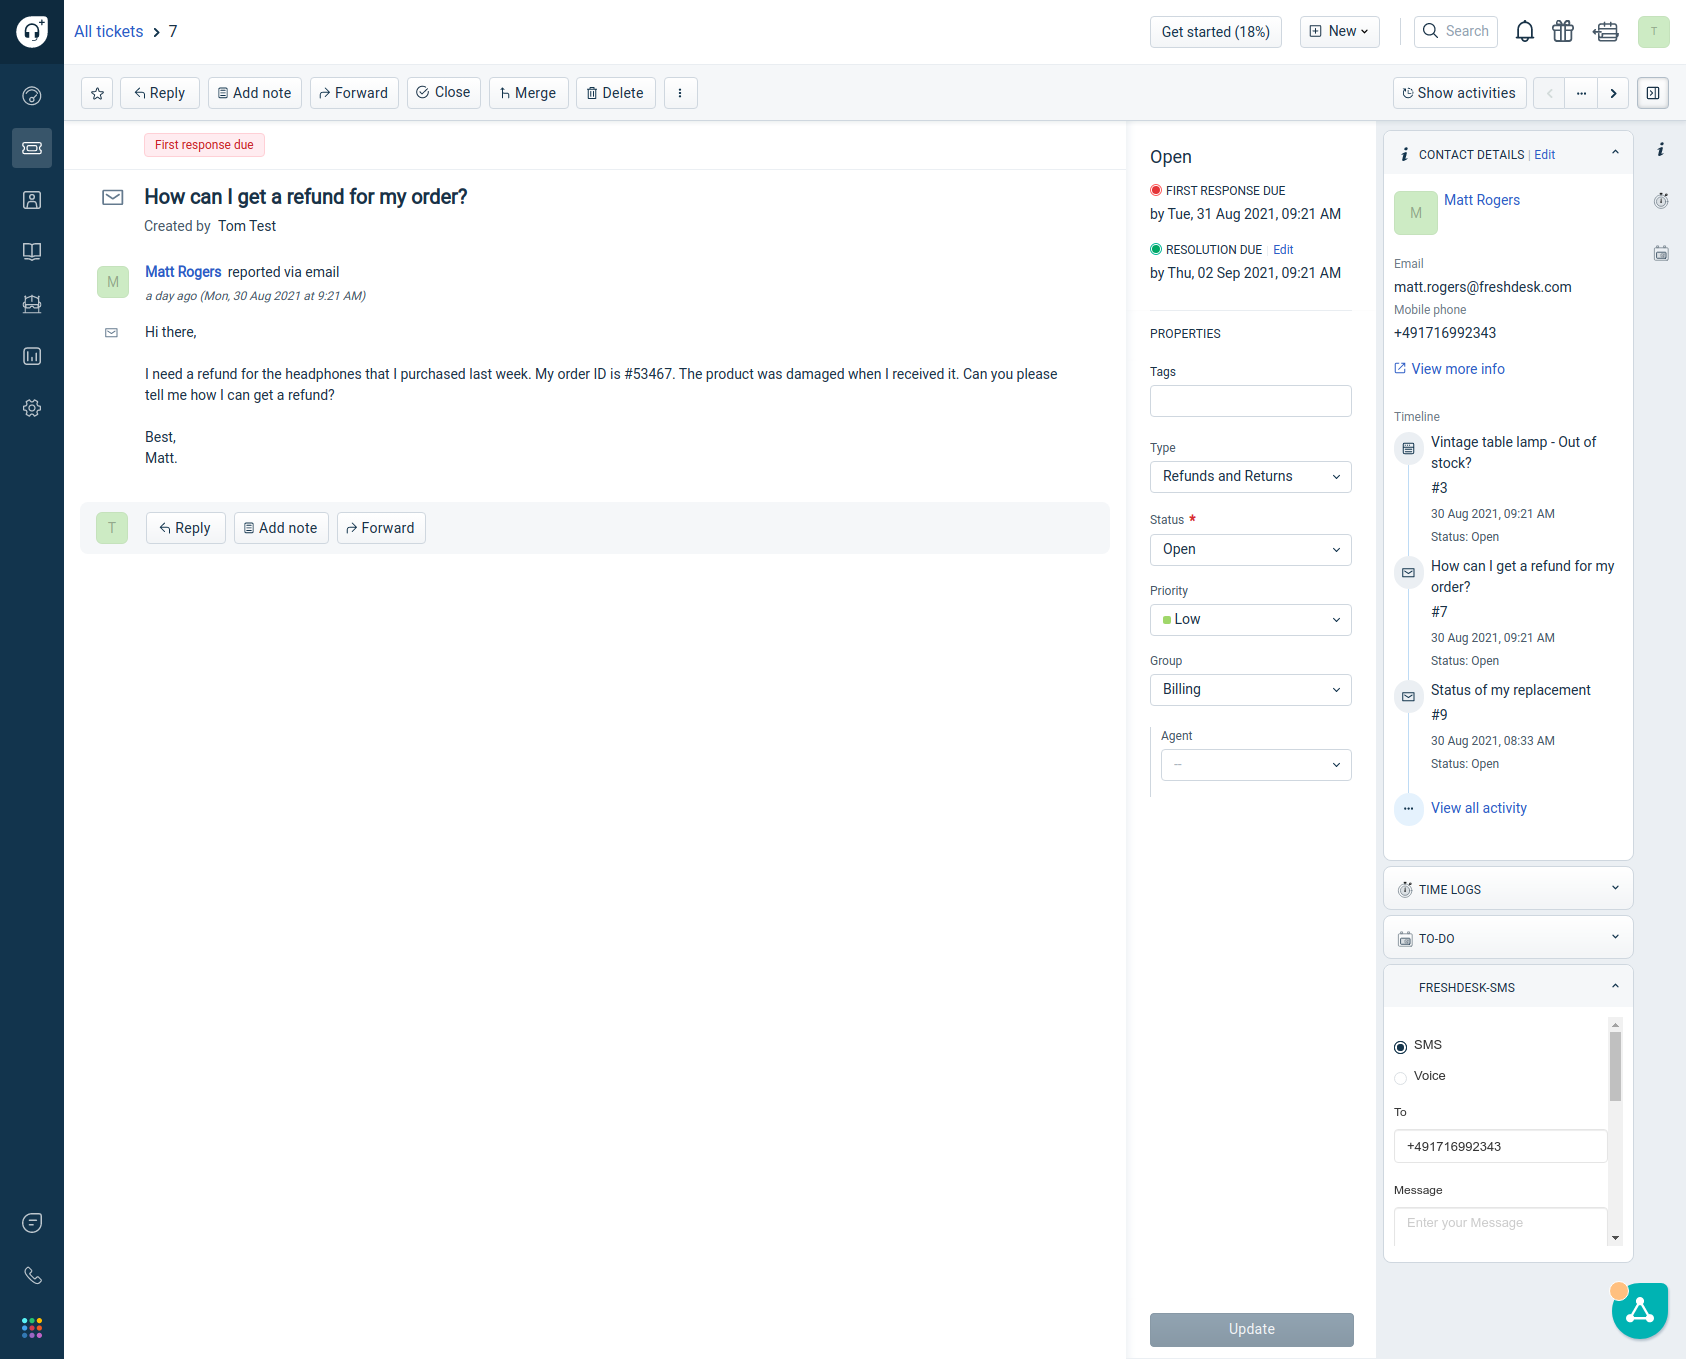 All tickets > 7
Get started (18%)
New
Search
T
Reply
Add note
Forward
Close
Merge
Delete
Show activities
First response due
How can I get a refund for my order?
Created by Tom Test
M
Matt Rogers reported via email
a day ago (Mon, 30 Aug 2021 at 9:21 AM)
Hi there,
I need a refund for the headphones that I purchased last week. My order ID is #53467. The product was damaged when I received it. Can you please
tell me how I can get a refund?
Best,
Matt.
T
Reply
Add note
Forward
Open
FIRST RESPONSE DUE
by Tue, 31 Aug 2021, 09:21 AM
RESOLUTION DUE | Edit
by Thu, 02 Sep 2021, 09:21 AM
PROPERTIES
Tags
Type
Refunds and Returns
Status *
Open
Priority
Low
Group
Billing
Agent
--
Update
CONTACT DETAILS | Edit
M
Matt Rogers
Email
matt.rogers@freshdesk.com
Mobile phone
+491716992343
View more info
Timeline
Vintage table lamp - Out of
stock?
#3
30 Aug 2021, 09:21 AM
Status: Open
How can I get a refund for my
order?
#7
30 Aug 2021, 09:21 AM
Status: Open
Status of my replacement
#9
30 Aug 2021, 08:33 AM
Status: Open
View all activity
TIME LOGS
TO-DO
FRESHDESK-SMS
SMS
Voice
To
+491716992343
Message
Enter your Message